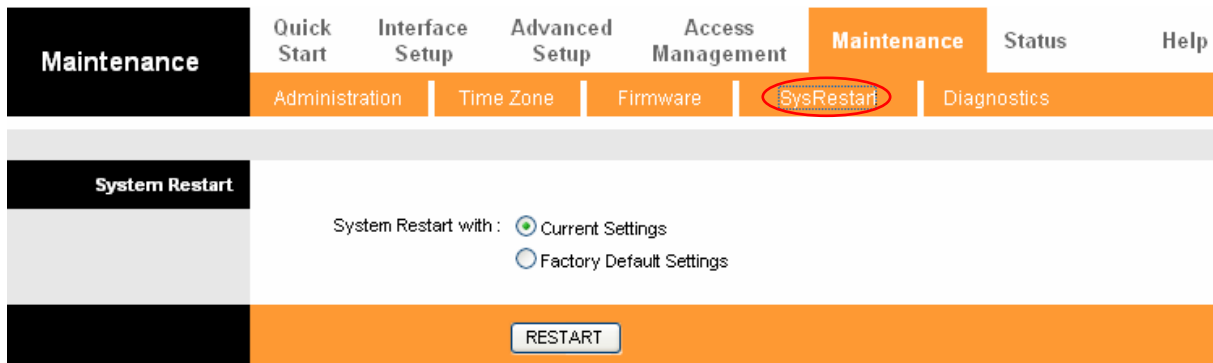 Maintenance
Quick Start
Interface Setup
Advanced Setup
Access Management
Maintenance
Status
Help
Administration
Time Zone
Firmware
SysRestart
Diagnostics
System Restart
System Restart with :
Current Settings
Factory Default Settings
RESTART